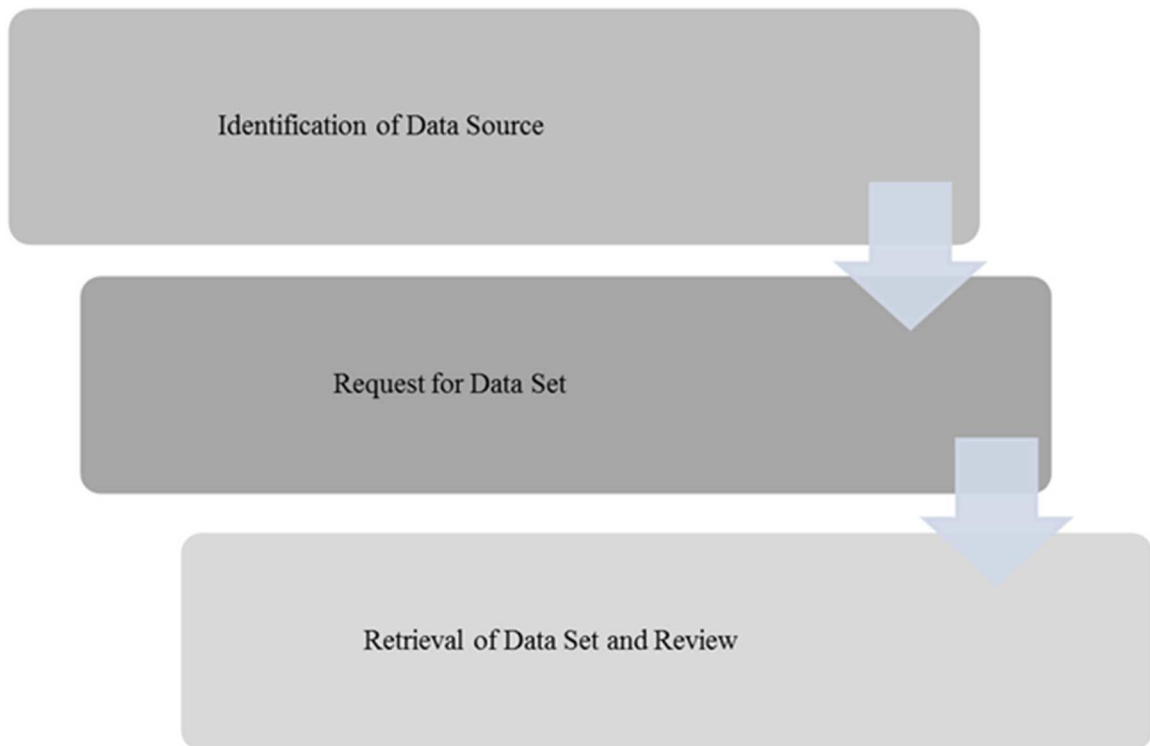 Identification of Data Source
Request for Data Set
Retrieval of Data Set and Review